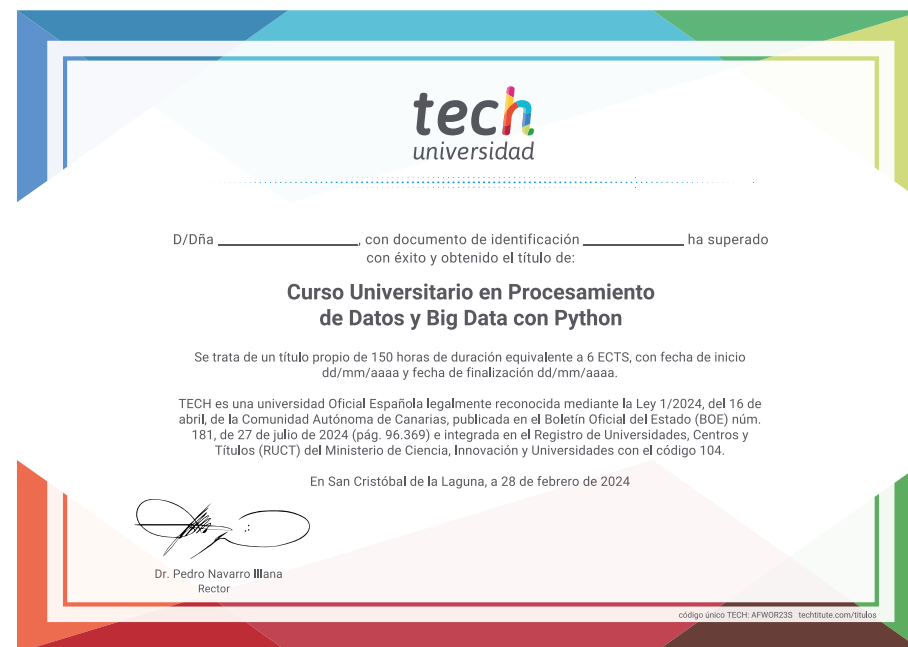 tech
universidad
D/Dña ____________________, con documento de identificación ______________ ha superado
con éxito y obtenido el título de:
Curso Universitario en Procesamiento
de Datos y Big Data con Python
Se trata de un título propio de 150 horas de duración equivalente a 6 ECTS, con fecha de inicio
dd/mm/aaaa y fecha de finalización dd/mm/aaaa.
TECH es una universidad Oficial Española legalmente reconocida mediante la Ley 1/2024, del 16 de
abril, de la Comunidad Autónoma de Canarias, publicada en el Boletín Oficial del Estado (BOE) núm.
181, de 27 de julio de 2024 (pág. 96.369) e integrada en el Registro de Universidades, Centros y
Títulos (RUCT) del Ministerio de Ciencia, Innovación y Universidades con el código 104.
En San Cristóbal de la Laguna, a 28 de febrero de 2024
Dr. Pedro Navarro Illana
Rector
código único TECH: AFWOR23S techtitute.com/titulos